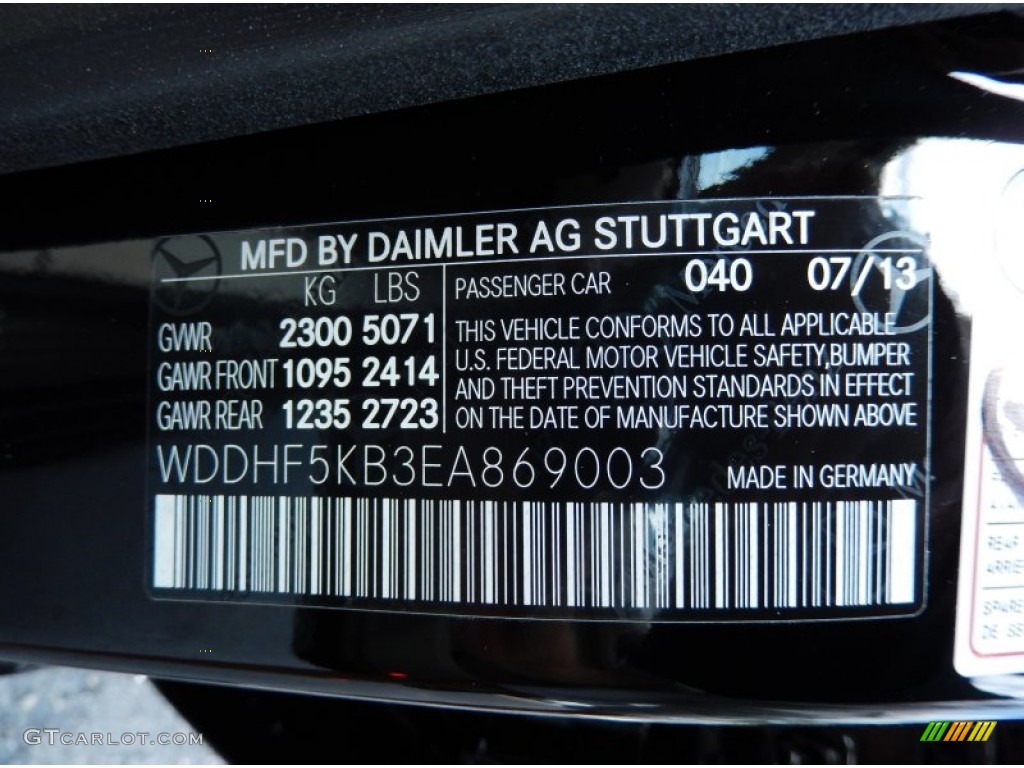 MFD BY DAIMLER AG STUTTGART
KG LBS
GVWR 2300 5071
GAWR FRONT 1095 2414
GAWR REAR 1235 2723
PASSENGER CAR 040 07/13
THIS VEHICLE CONFORMS TO ALL APPLICABLE
U.S. FEDERAL MOTOR VEHICLE SAFETY, BUMPER
AND THEFT PREVENTION STANDARDS IN EFFECT
ON THE DATE OF MANUFACTURE SHOWN ABOVE
WDDHF5KB3EA869003
MADE IN GERMANY
REAR
GTCARLOT.COM